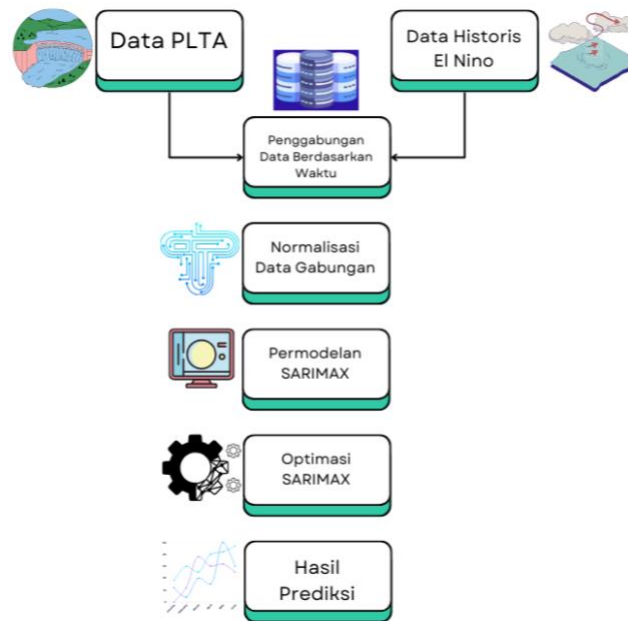 Data PLTA
Data Historis
El Nino
Penggabungan
Data Berdasarkan
Waktu
Normalisasi
Data Gabungan
Permodelan
SARIMAX
Optimasi
SARIMAX
Hasil
Prediksi